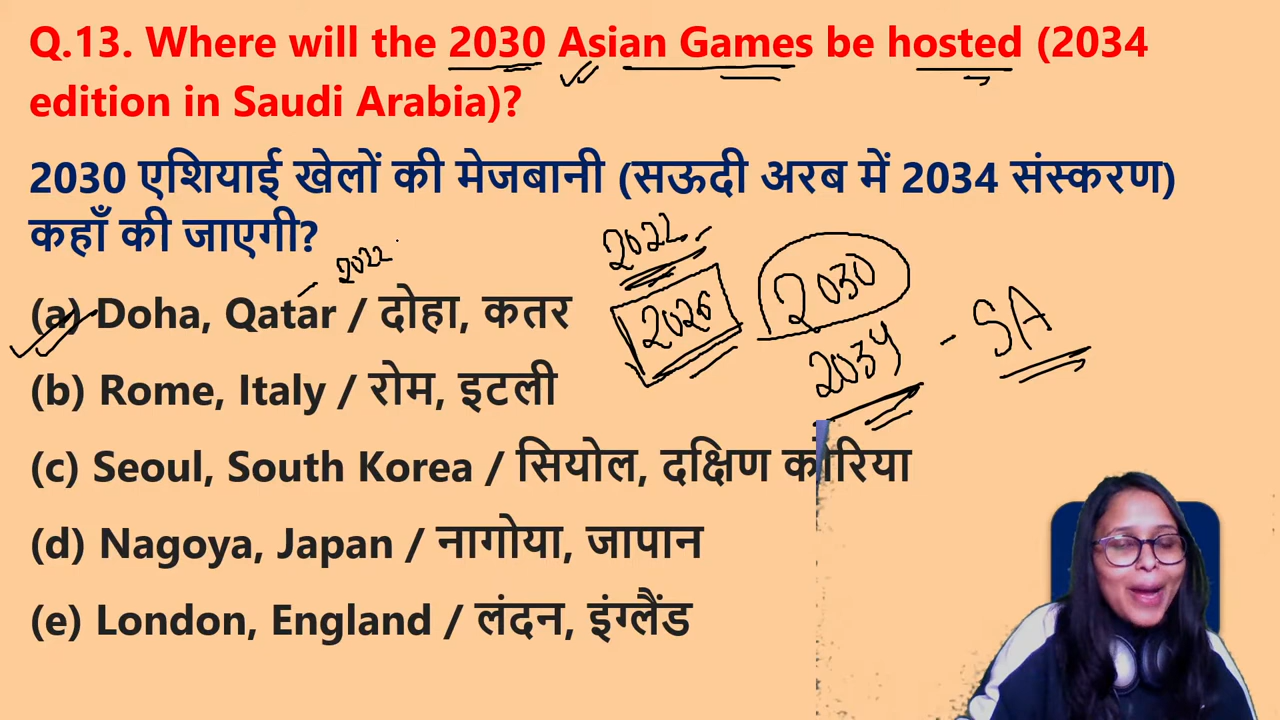 Q.13. Where will the 2030 Asian Games be hosted (2034
edition in Saudi Arabia)?
2030 एशियाई खेलों की मेजबानी (सऊदी अरब में 2034 संस्करण)
कहाँ की जाएगी?
2022
2022
(a) Doha, Qatar / दोहा, कतर
2026
2030
2034 - SA
(b) Rome, Italy / रोम, इटली
(c) Seoul, South Korea / सियोल, दक्षिण कोरिया
(d) Nagoya, Japan / नागोया, जापान
(e) London, England / लंदन, इंग्लैंड